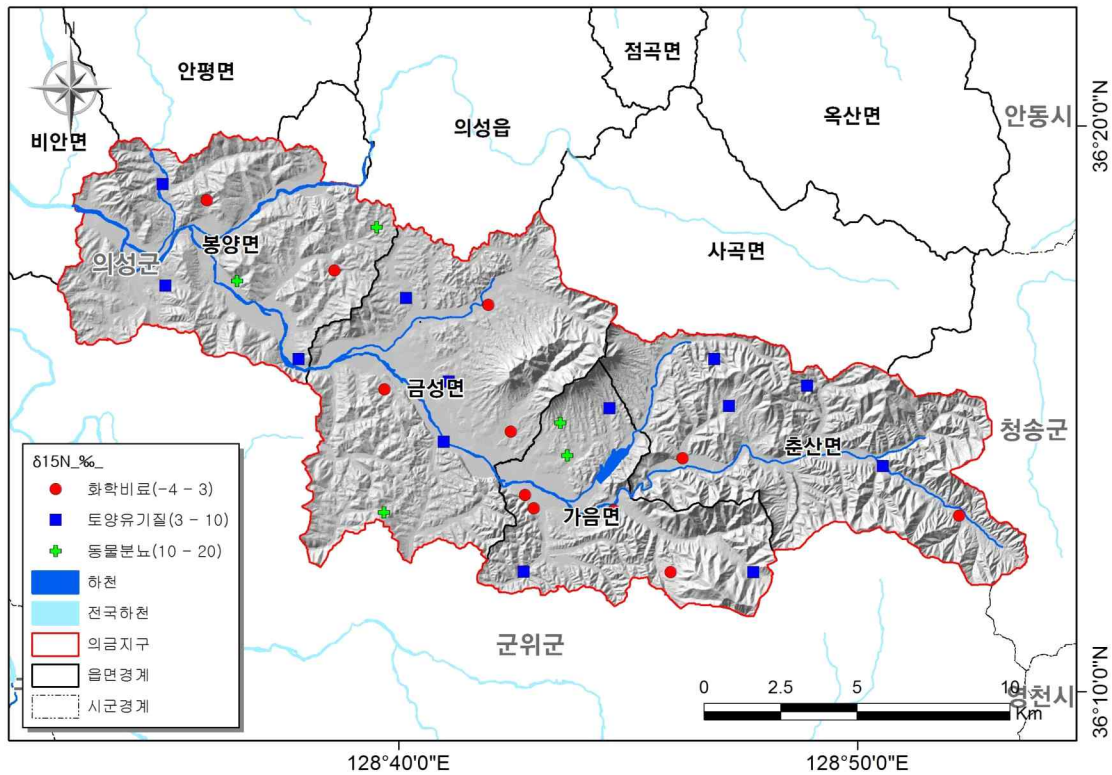 N
안평면
점곡면
옥산면
안동시
비안면
의성읍
사곡면
봉양면
의성군
금성면
춘산면
청송군
가음면
군위군
영천시
36°20'0"N
36°10'0"N
128°40'0"E
128°50'0"E
δ15N_‰_
화학비료(-4 – 3)
토양유기질(3 – 10)
동물분뇨(10 – 20)
하천
전국하천
의금지구
읍면경계
시군경계
0 2.5 5 10
Km